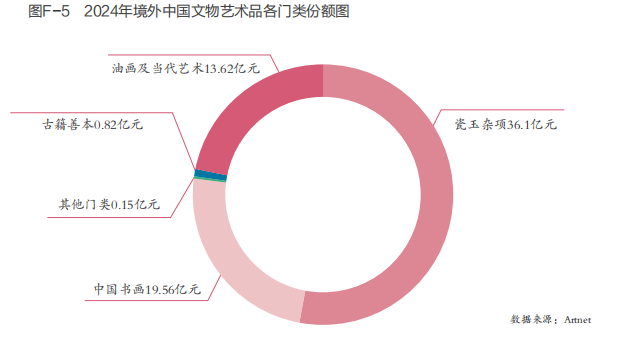 图F-5 2024年境外中国文物艺术品各门类份额图
油画及当代艺术13.62亿元
古籍善本0.82亿元
瓷玉杂项36.1亿元
其他门类0.15亿元
中国书画19.56亿元
数据来源：Artnet